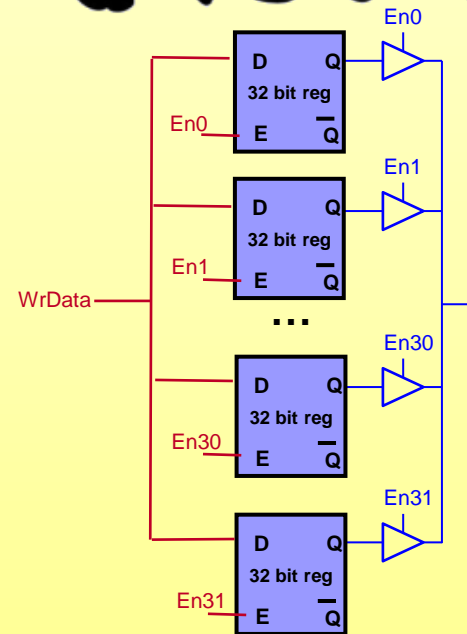 En0
D Q
32 bit reg
En0
E Q
En1
D Q
32 bit reg
En1
E Q
WrData
...
En30
D Q
32 bit reg
En30
E Q
En31
D Q
32 bit reg
En31
E Q